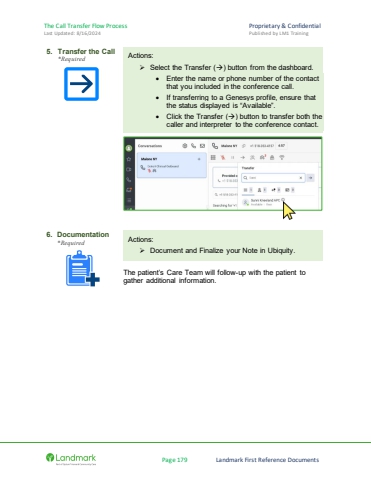 The Call Transfer Flow Process
Proprietary & Confidential
Last Updated: 8/16/2024
Published by LMS Training
5. Transfer the Call
*Required
Actions:
➢ Select the Transfer (→) button from the dashboard.
• Enter the name or phone number of the contact
that you included in the conference call.
• If transferring to a Genesys profile, ensure that
the status displayed is “Available”.
• Click the Transfer (→) button to transfer both the
caller and interpreter to the conference contact.
Conversations
Malone NY
Malone NY
Transfer
6. Documentation
*Required
Actions:
➢ Document and Finalize your Note in Ubiquity.
The patient's Care Team will follow-up with the patient to
gather additional information.
Landmark
Page 179
Landmark First Reference Documents